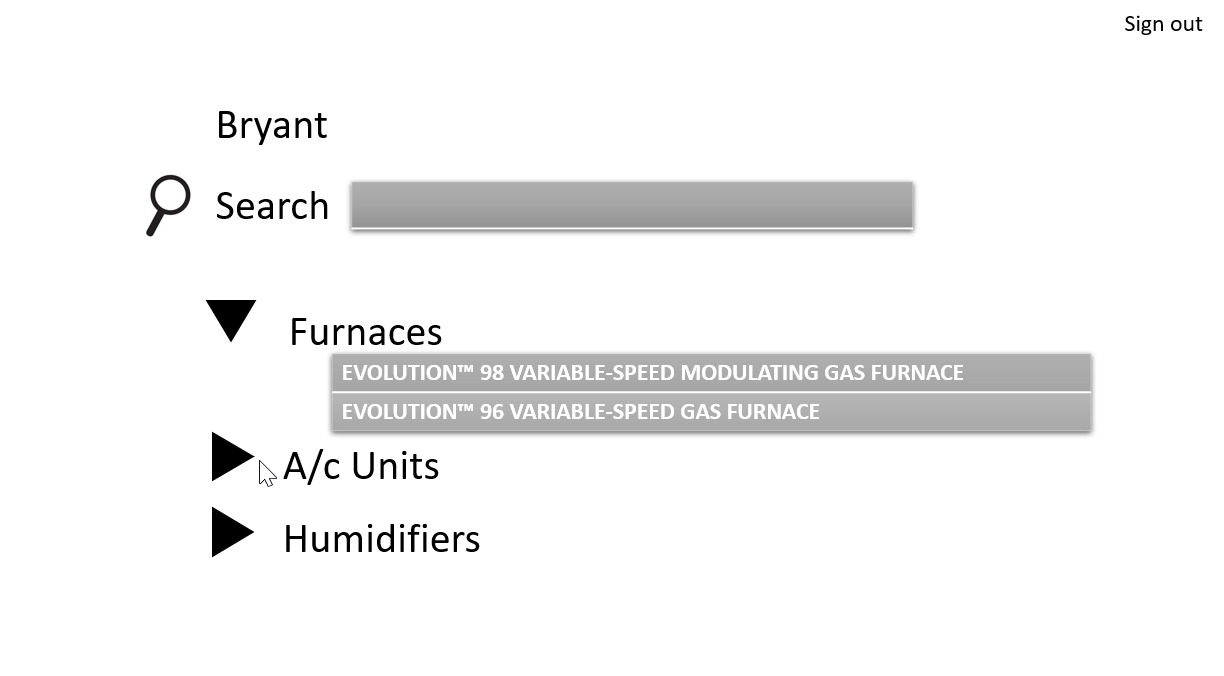 Sign out
Bryant
Search
Furnaces
EVOLUTION™ 98 VARIABLE-SPEED MODULATING GAS FURNACE
EVOLUTION™ 96 VARIABLE-SPEED GAS FURNACE
A/c Units
Humidifiers